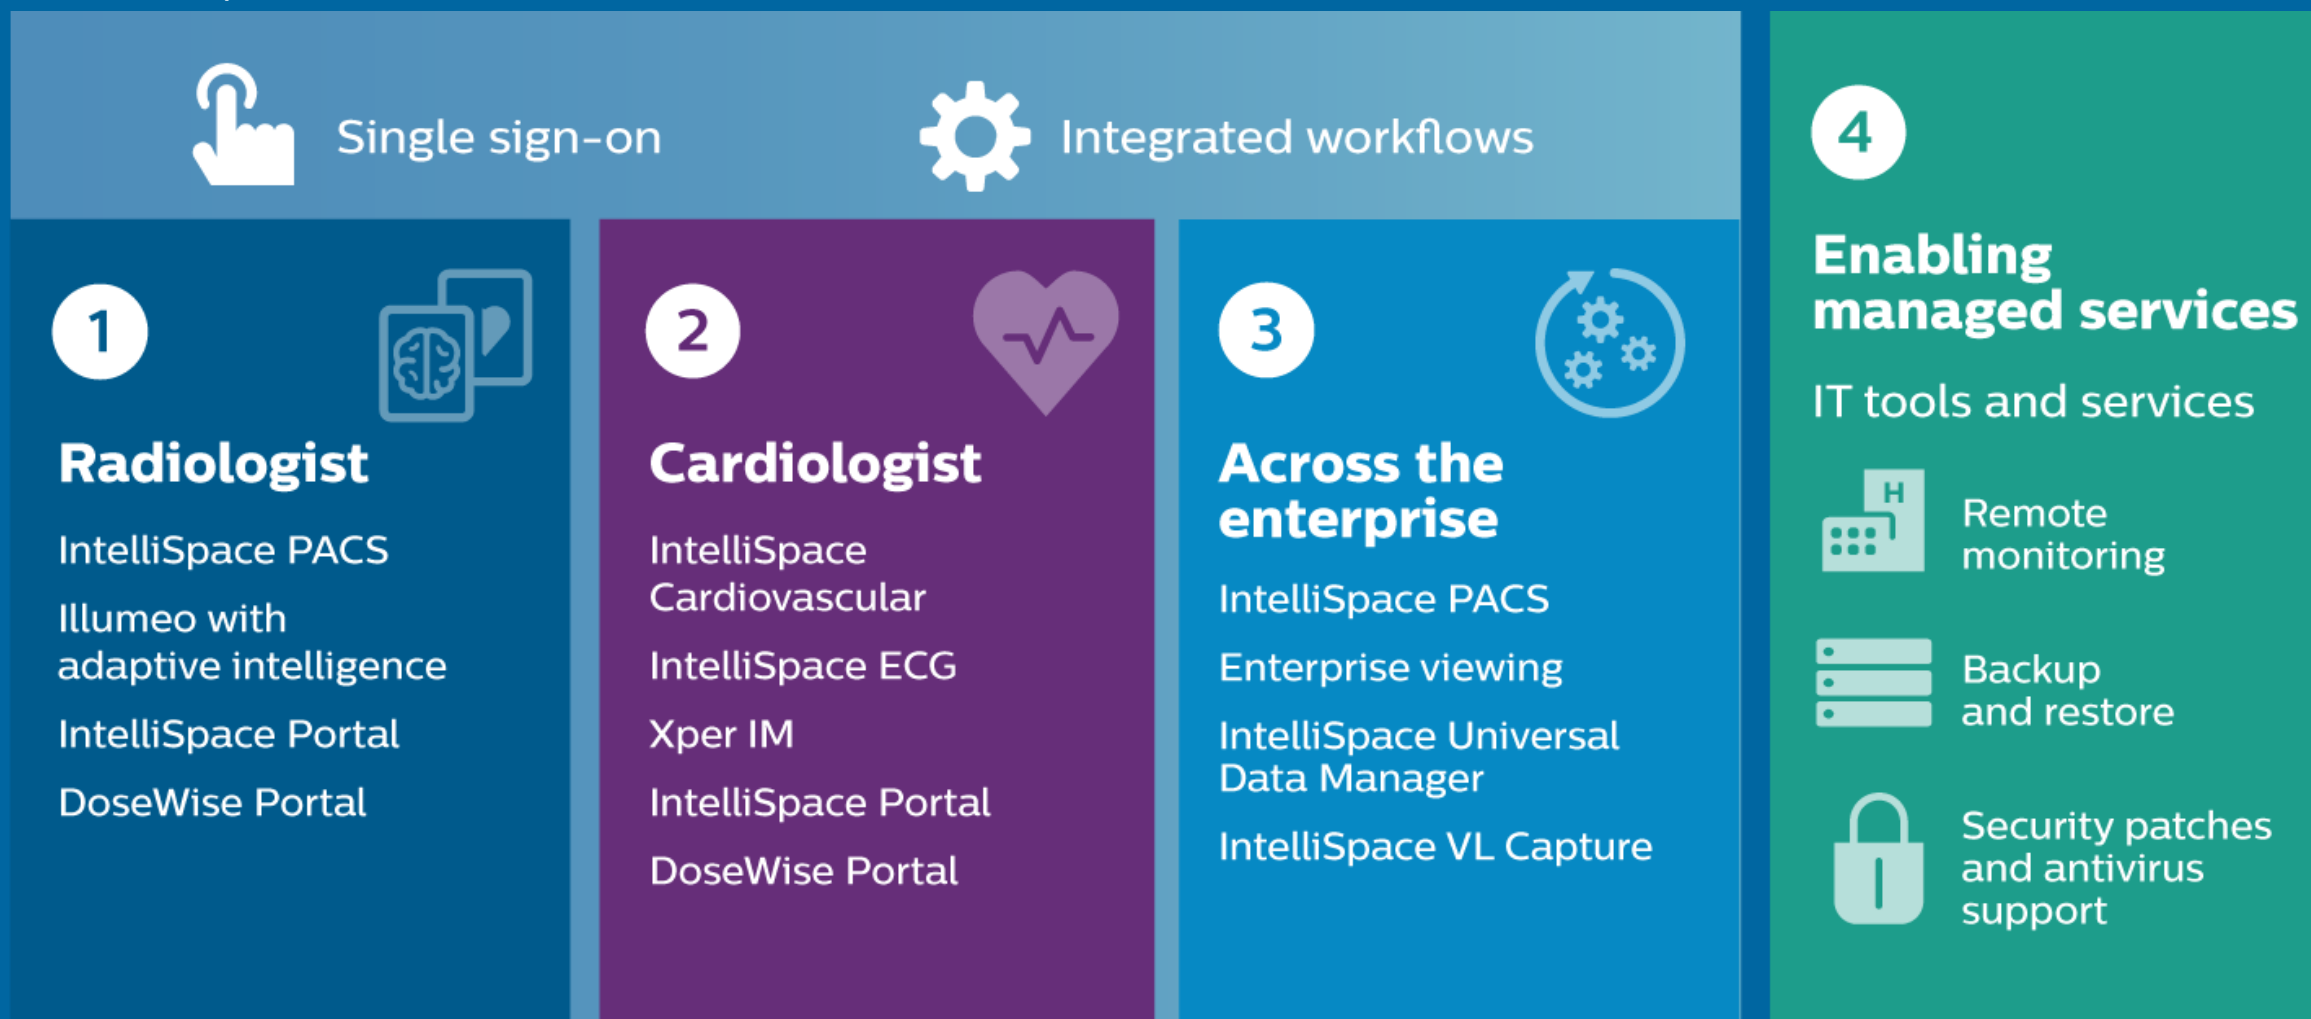 Single sign-on
Integrated workflows
1
Radiologist
IntelliSpace PACS
Illumeo with
adaptive intelligence
IntelliSpace Portal
DoseWise Portal
2
Cardiologist
IntelliSpace
Cardiovascular
IntelliSpace ECG
Xper IM
IntelliSpace Portal
DoseWise Portal
3
Across the
enterprise
IntelliSpace PACS
Enterprise viewing
IntelliSpace Universal
Data Manager
IntelliSpace VL Capture
4
Enabling
managed services
IT tools and services
H
Remote
monitoring
Backup
and restore
Security patches
and antivirus
support